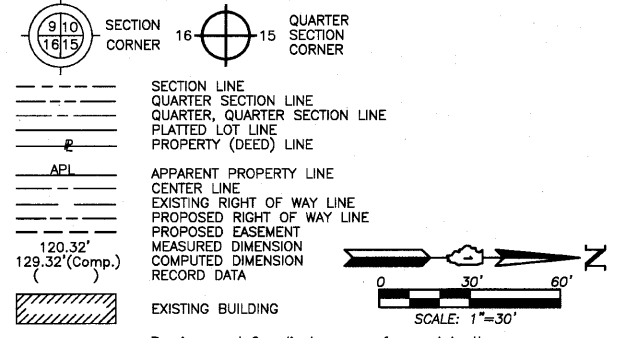 9 10
16 15
SECTION
CORNER
16 15
QUARTER
SECTION
CORNER
SECTION LINE
QUARTER SECTION LINE
QUARTER, QUARTER SECTION LINE
PLATTED LOT LINE
PL PROPERTY (DEED) LINE
APL APPARENT PROPERTY LINE
CENTER LINE
EXISTING RIGHT OF WAY LINE
PROPOSED RIGHT OF WAY LINE
PROPOSED EASEMENT
120.32' MEASURED DIMENSION
129.32'(Comp.) COMPUTED DIMENSION
( ) RECORD DATA
EXISTING BUILDING
N
0 30' 60'
SCALE: 1"=30'